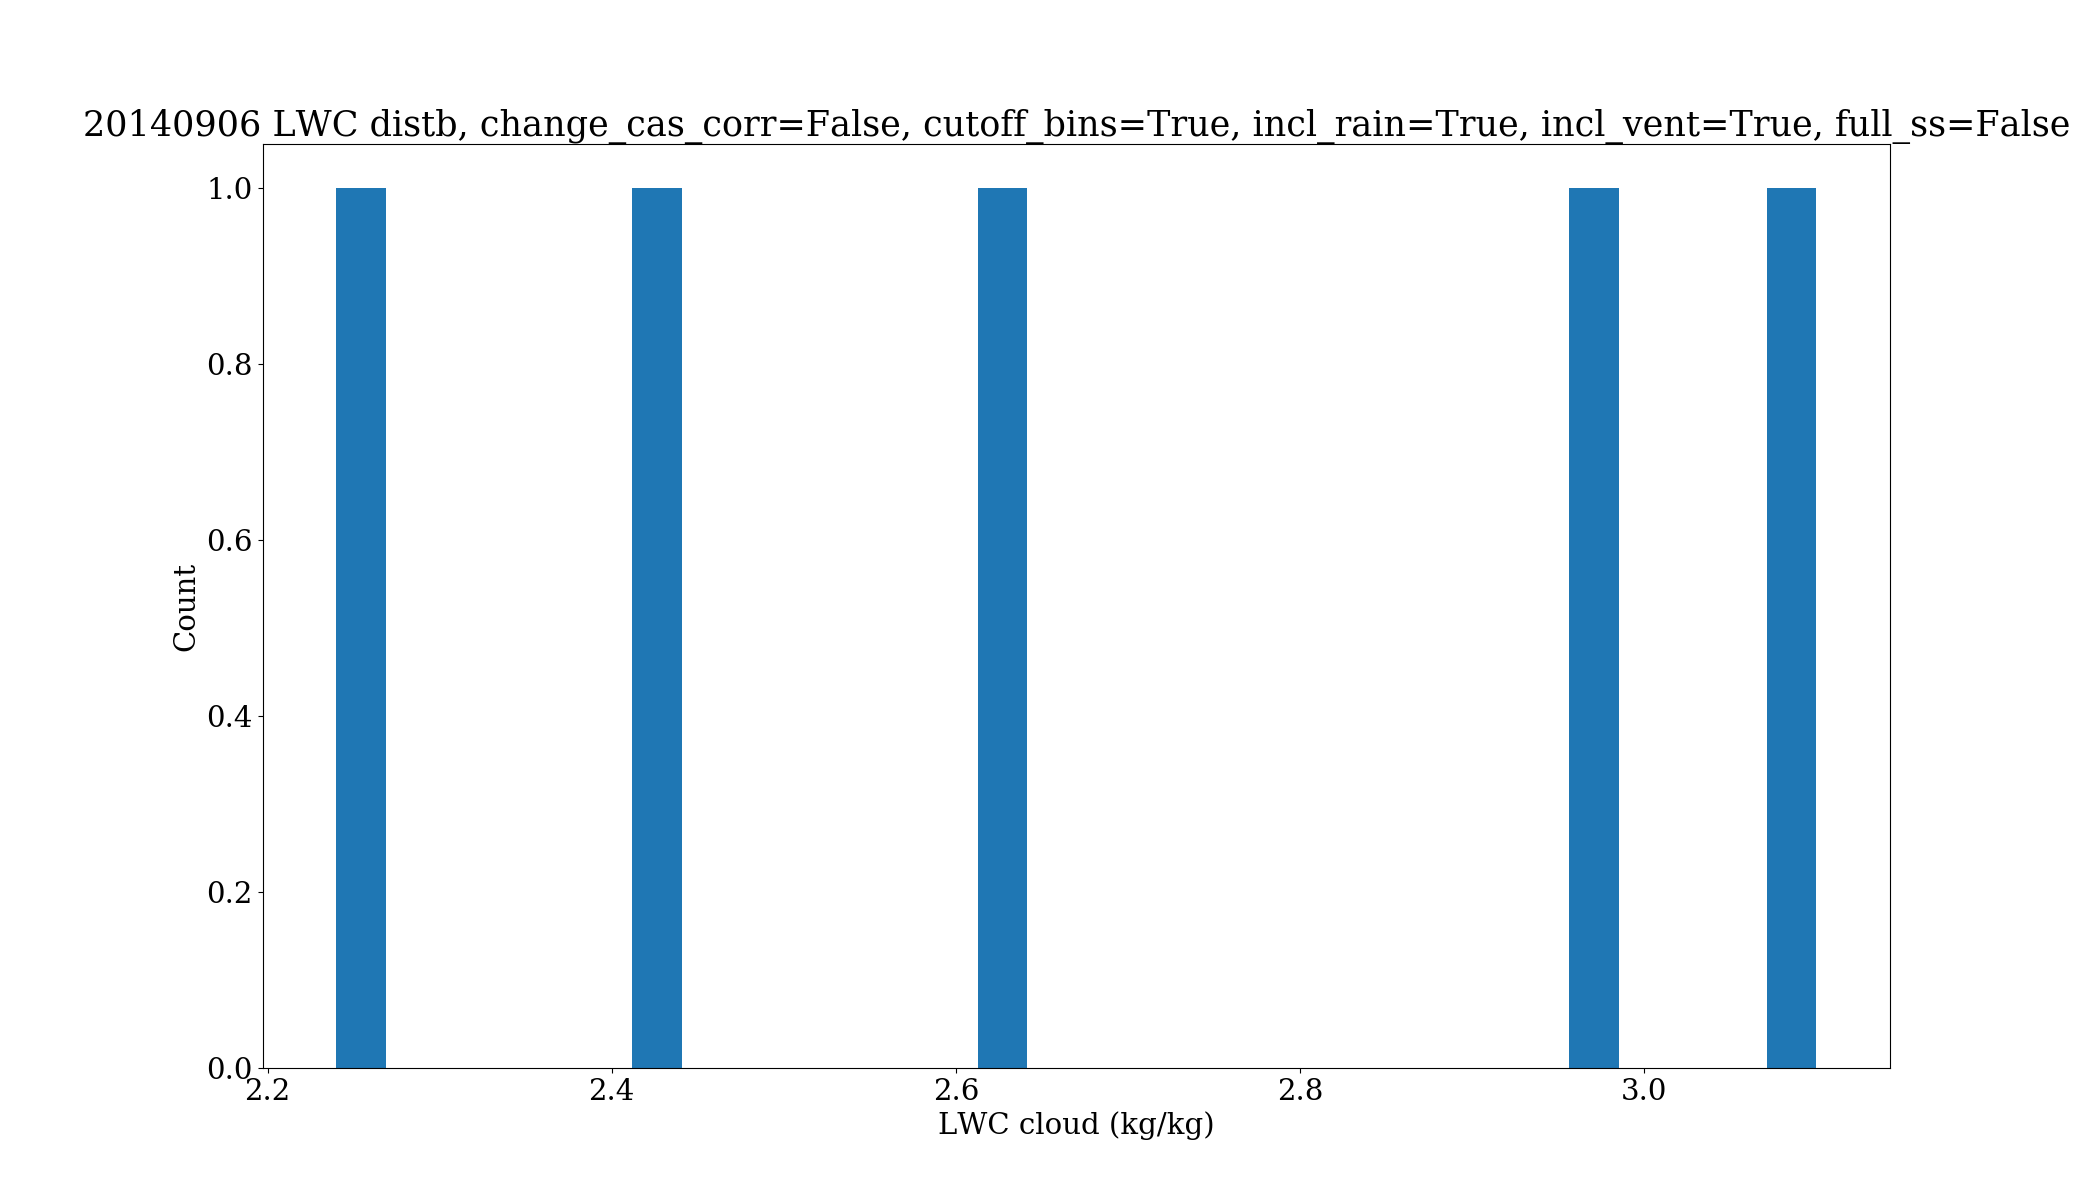 20140906 LWC distb, change_cas_corr=False, cutoff_bins=True, incl_rain=True, incl_vent=True, full_ss=False
1.0
0.8
0.6
0.4
0.2
0.0
Count
2.2 2.4 2.6 2.8 3.0
LWC cloud (kg/kg)